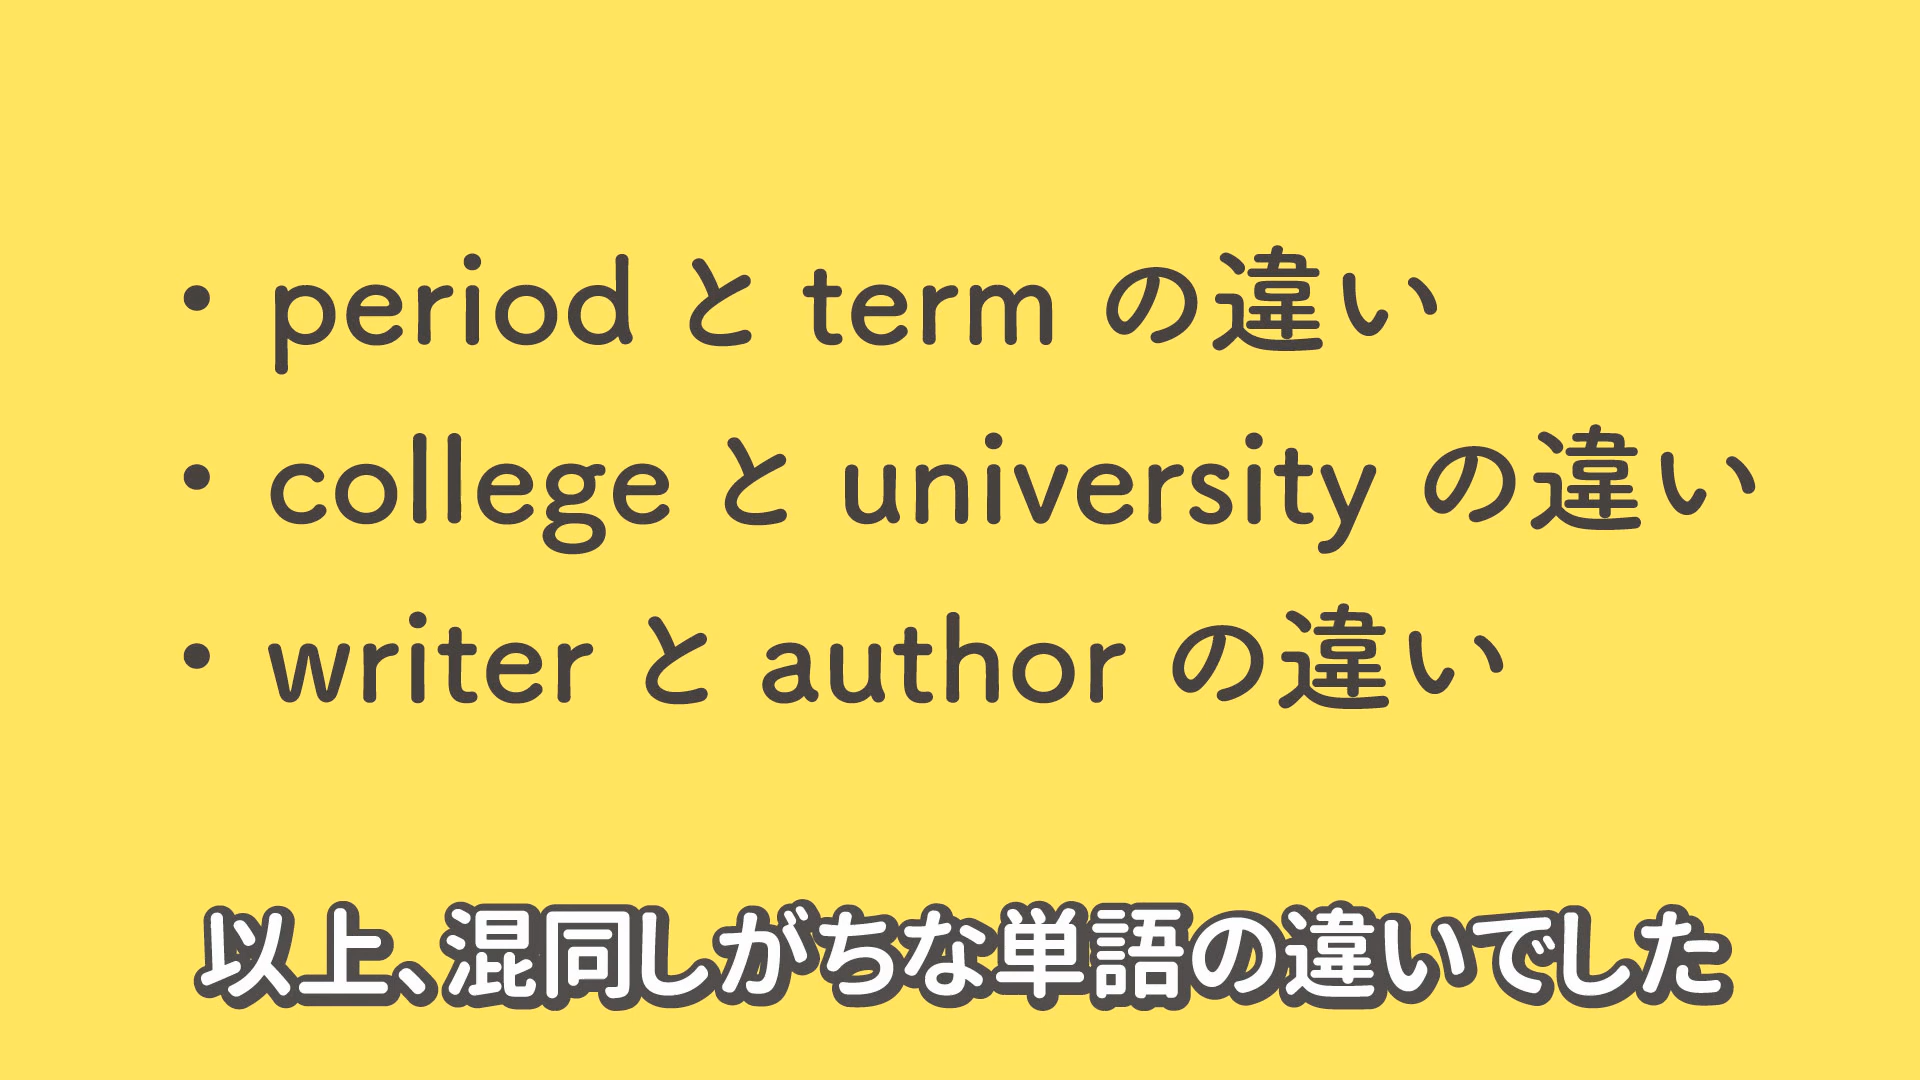 ・period と term の違い
・college と university の違い
・writer と author の違い
以上、混同しがちな単語の違いでした